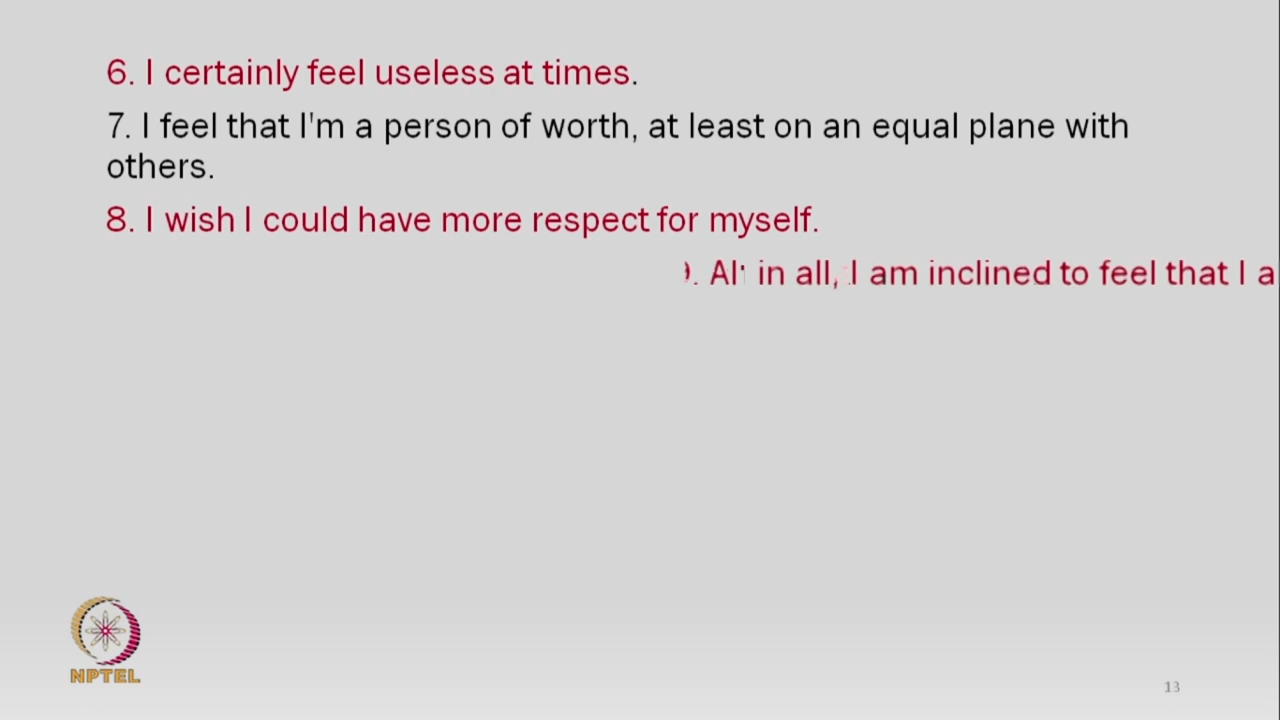 6. I certainly feel useless at times.
7. I feel that I'm a person of worth, at least on an equal plane with
others.
8. I wish I could have more respect for myself.
in all, I am inclined to feel that I
NPTEL
13